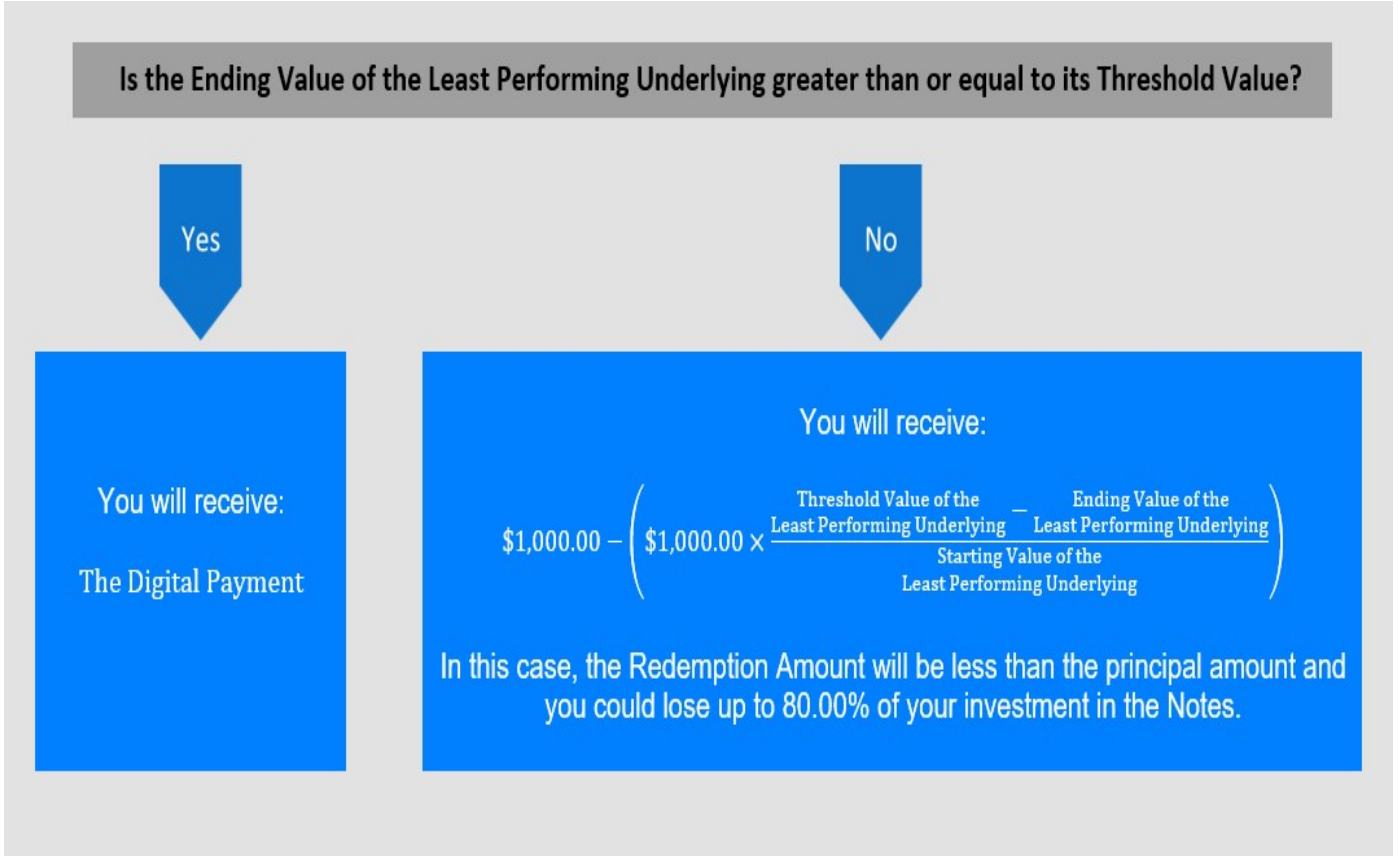 Is the Ending Value of the Least Performing Underlying greater than or equal to its Threshold Value?
Yes
No
You will receive:
The Digital Payment
You will receive:
$1,000.00 − ( $1,000.00 × (Threshold Value of the Least Performing Underlying − Ending Value of the Least Performing Underlying) / Starting Value of the Least Performing Underlying )
In this case, the Redemption Amount will be less than the principal amount and
you could lose up to 80.00% of your investment in the Notes.